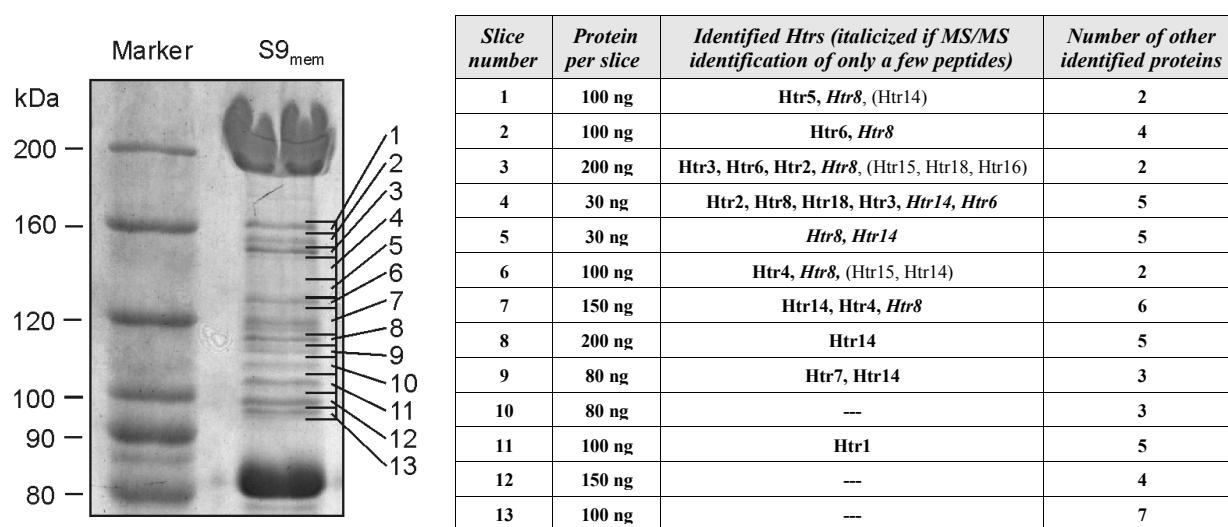 Marker S9mem
kDa
200
160
120
100
90
80
1
2
3
4
5
6
7
8
9
10
11
12
13
Slice number Protein per slice Identified Htrs (italicized if MS/MS identification of only a few peptides) Number of other identified proteins
1 100 ng Htr5, Htr8, (Htr14) 2
2 100 ng Htr6, Htr8 4
3 200 ng Htr3, Htr6, Htr2, Htr8, (Htr15, Htr18, Htr16) 2
4 30 ng Htr2, Htr8, Htr18, Htr3, Htr14, Htr6 5
5 30 ng Htr8, Htr14 5
6 100 ng Htr4, Htr8, (Htr15, Htr14) 2
7 150 ng Htr14, Htr4, Htr8 6
8 200 ng Htr14 5
9 80 ng Htr7, Htr14 3
10 80 ng --- 3
11 100 ng Htr1 5
12 150 ng --- 4
13 100 ng --- 7